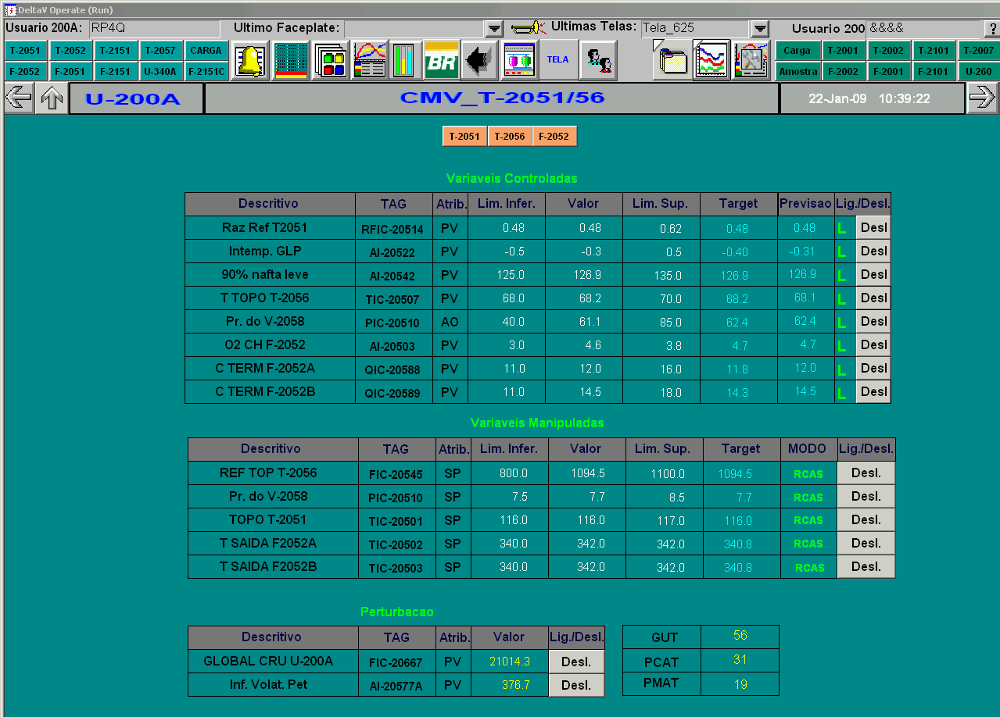 DeltaV Operate (Run)
Usuario 200A: RP4Q Ultimo Faceplate: Ultimas Telas: Tela_625 Usuario 200 &&&& ?
T-2051 T-2052 T-2151 T-2057 CARGA BR TELA Carga T-2001 T-2002 T-2101 T-2007
F-2052 F-2051 F-2151 U-340A F-2151C Amostra F-2002 F-2001 F-2101 U-260
U-200A CMV_T-2051/56 22-Jan-09 10:39:22
T-2051 T-2056 F-2052
Variaveis Controladas
Descritivo TAG Atrib. Lim. Infer. Valor Lim. Sup. Target Previsao Lig./Desl.
Raz Ref T2051 RFIC-20514 PV 0.48 0.48 0.62 0.48 0.48 L Desl
Intemp. GLP AI-20522 PV -0.5 -0.3 0.5 -0.40 -0.31 L Desl
90% nafta leve AI-20542 PV 125.0 126.9 135.0 126.9 126.9 L Desl
T TOPO T-2056 TIC-20507 PV 68.0 68.2 70.0 68.2 68.1 L Desl
Pr. do V-2058 PIC-20510 AO 40.0 61.1 85.0 62.4 62.4 L Desl
O2 CH F-2052 AI-20503 PV 3.0 4.6 3.8 4.7 4.7 L Desl
C TERM F-2052A QIC-20588 PV 11.0 12.0 16.0 11.8 12.0 L Desl
C TERM F-2052B QIC-20589 PV 11.0 14.5 18.0 14.3 14.5 L Desl
Variaveis Manipuladas
Descritivo TAG Atrib. Lim. Infer. Valor Lim. Sup. Target MODO Lig./Desl.
REF TOP T-2056 FIC-20545 SP 800.0 1094.5 1100.0 1094.5 RCAS Desl.
Pr. do V-2058 PIC-20510 SP 7.5 7.7 8.5 7.7 RCAS Desl.
TOPO T-2051 TIC-20501 SP 116.0 116.0 117.0 116.0 RCAS Desl.
T SAIDA F2052A TIC-20502 SP 340.0 342.0 342.0 340.8 RCAS Desl.
T SAIDA F2052B TIC-20503 SP 340.0 342.0 342.0 340.8 RCAS Desl.
Perturbacao
Descritivo TAG Atrib. Valor Lig./Desl. GUT 56
GLOBAL CRU U-200A FIC-20667 PV 21014.3 Desl. PCAT 31
Inf. Volat. Pet AI-20577A PV 376.7 Desl. PMAT 19